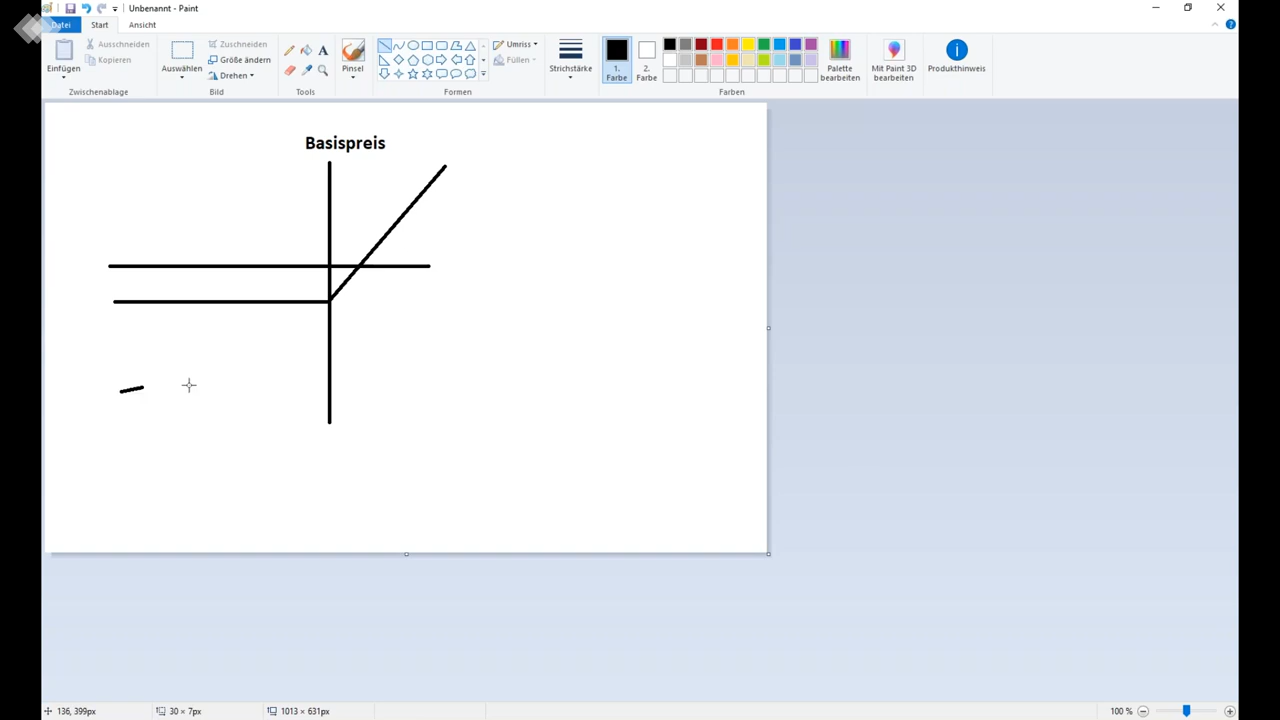 Unbenannt - Paint
Datei Start Ansicht
Einfügen
Ausschneiden
Kopieren
Zwischenablage
Auswählen
Zuschneiden
Größe ändern
Drehen
Bild
A
Tools
Pinsel
Formen
Umriss
Füllen
Strichstärke
1.
Farbe
2.
Farbe
Palette
bearbeiten
Farben
Mit Paint 3D
bearbeiten
Produkthinweis
Basispreis
136, 399px 30 × 7px 1013 × 631px 100 %